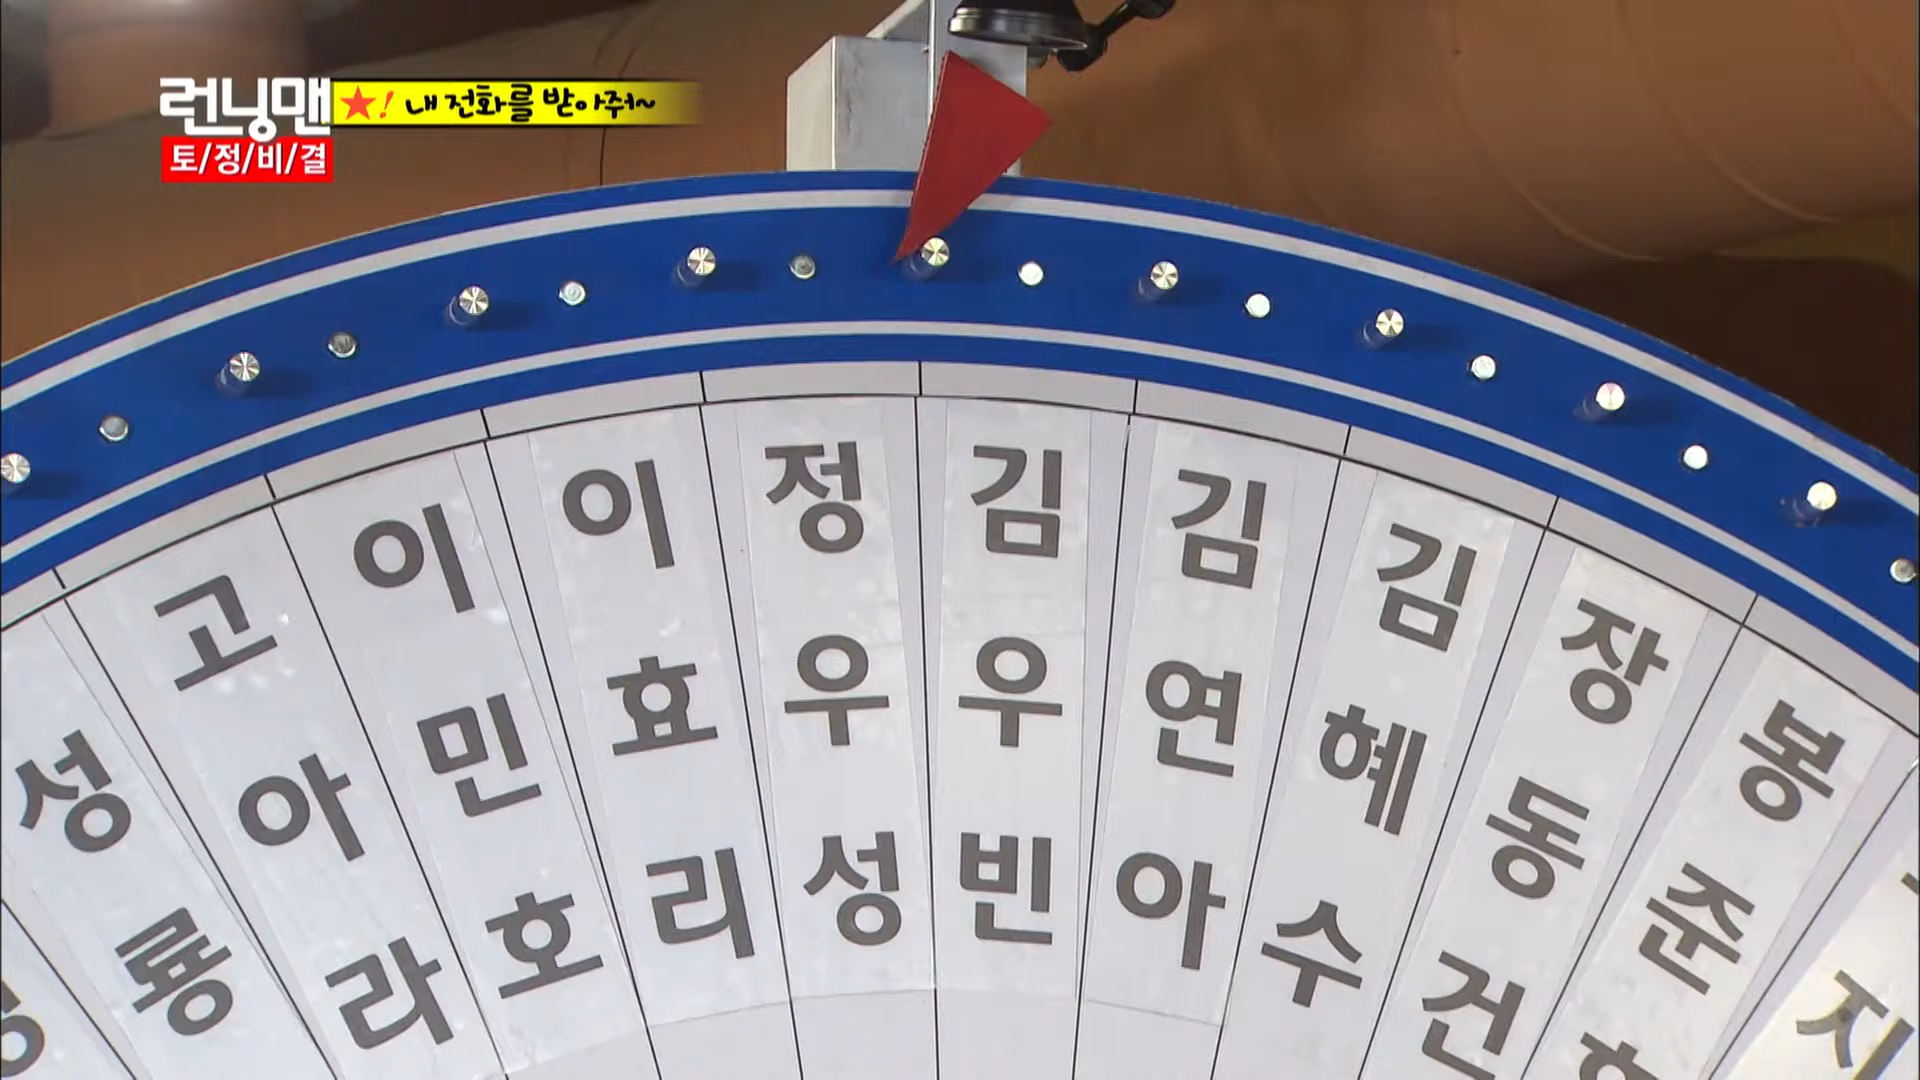 런닝맨
★! 내 전화를 받아줘~
토/정/비/결
성룡
고아라
이민호
이효리
정우성
김우빈
김연아
김혜수
장동건
봉준
지